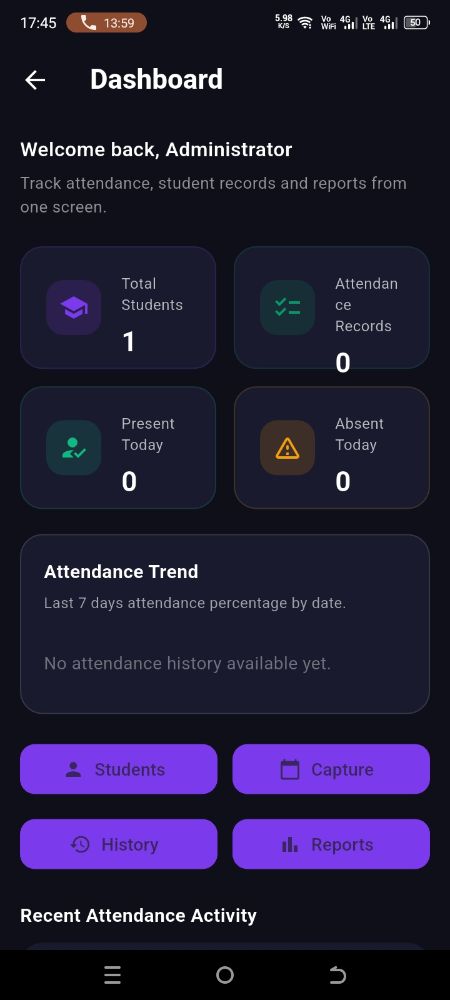 17:45 13:59 5.98 K/S Vo WiFi 4G Vo LTE 4G 50
Dashboard
Welcome back, Administrator
Track attendance, student records and reports from
one screen.
Total
Students
1
Attendan
ce
Records
0
Present
Today
0
Absent
Today
0
Attendance Trend
Last 7 days attendance percentage by date.
No attendance history available yet.
Students
Capture
History
Reports
Recent Attendance Activity